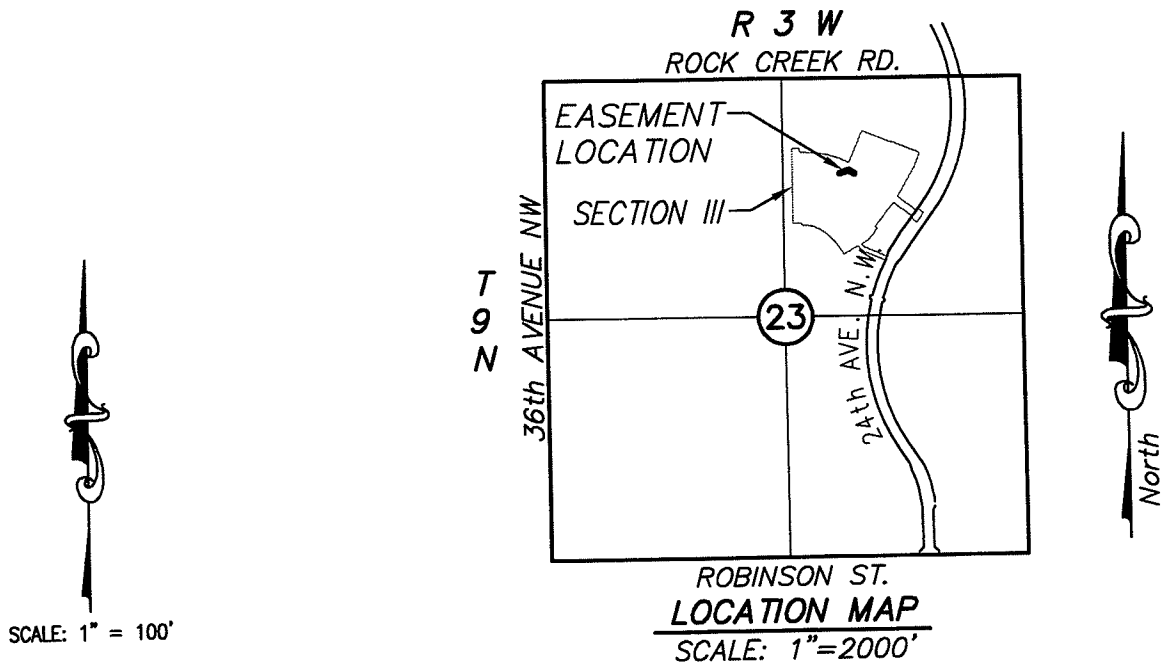 R 3 W
ROCK CREEK RD.
EASEMENT
LOCATION
SECTION III
36th AVENUE NW
T
9
N
23
24th AVE. N.W.
North
ROBINSON ST.
LOCATION MAP
SCALE: 1"=2000'
SCALE: 1" = 100'